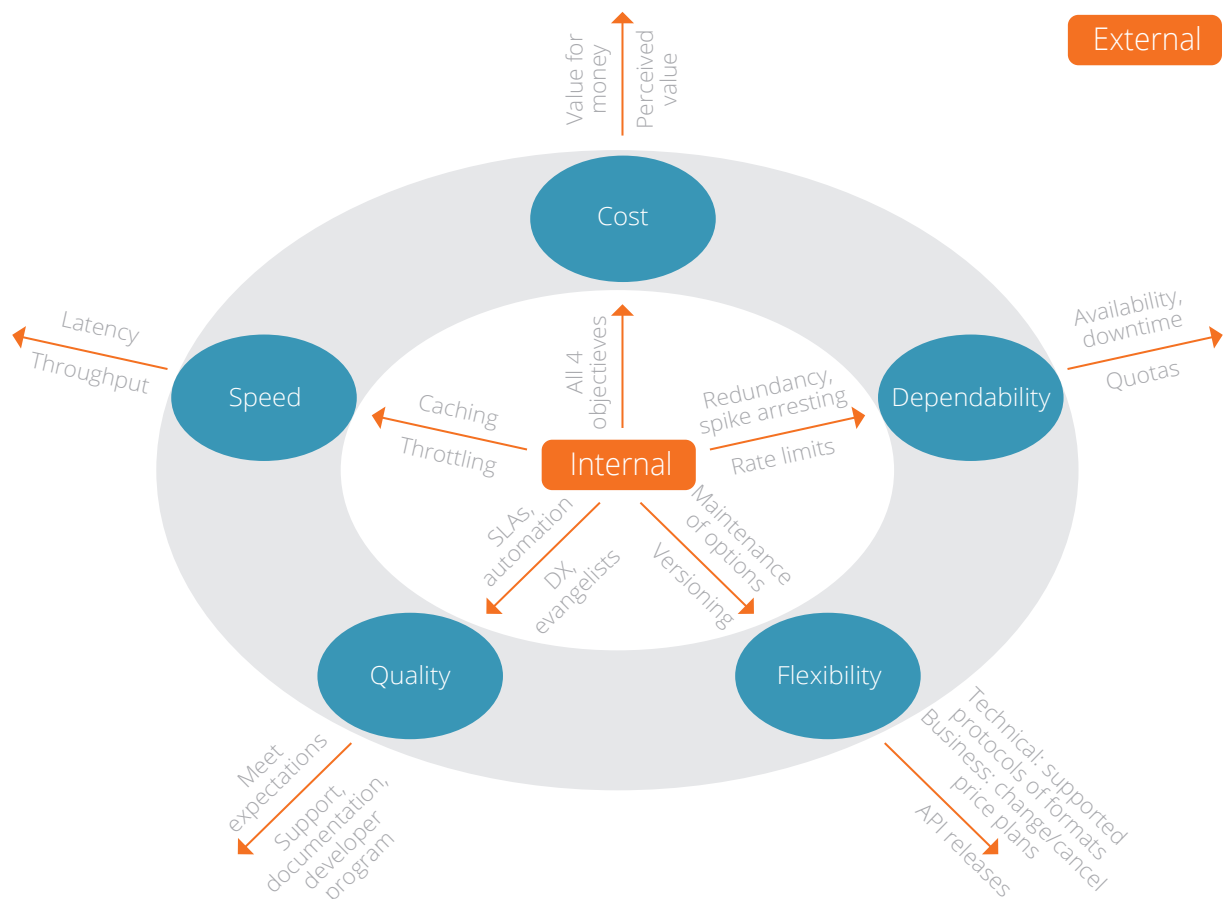 External
Value for
money
Perceived
value
Cost
Latency
Throughput
Speed
All 4
objectieves
Availability,
downtime
Quotas
Dependability
Caching
Throttling
Redundancy,
spike arresting
Rate limits
Internal
SLAs,
automation
DX,
evangelists
Maintenance
of options
Versioning
Quality
Flexibility
Meet
expectations
Support,
documentation,
developer
program
Technical: supported
protocols of formats
Business: change/cancel
price plans
API releases